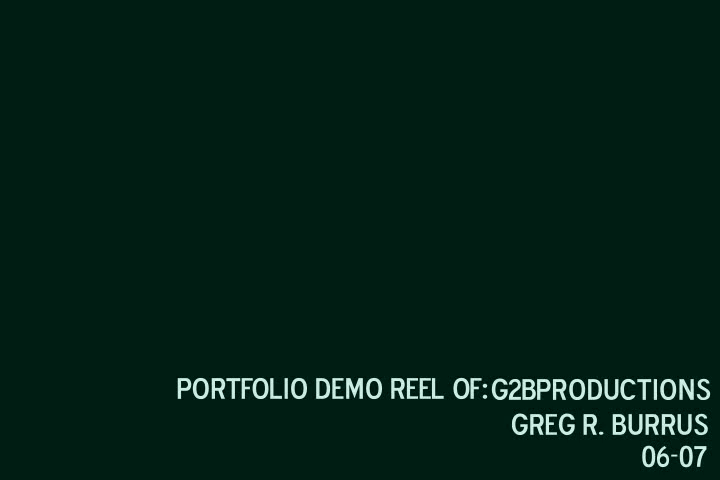 PORTFOLIO DEMO REEL OF:G2BPRODUCTIONS
GREG R. BURRUS
06-07